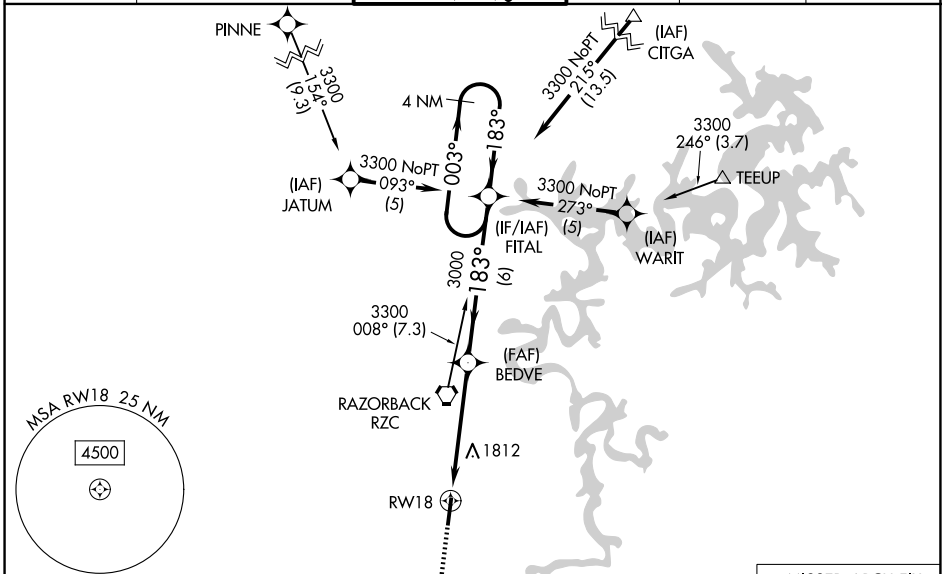 PINNE
3300
154°
(9.3)
(IAF)
CITGA
3300 NoPT
215°
(13.5)
4 NM
003°
183°
3300
246° (3.7)
TEEUP
3300 NoPT
093°
(5)
(IAF)
JATUM
3300 NoPT
273°
(5)
(IF/IAF)
FITAL
(IAF)
WARIT
3000
183°
(6)
3300
008° (7.3)
(FAF)
BEDVE
RAZORBACK
RZC
MSA RW18 25 NM
4500
1812
RW18